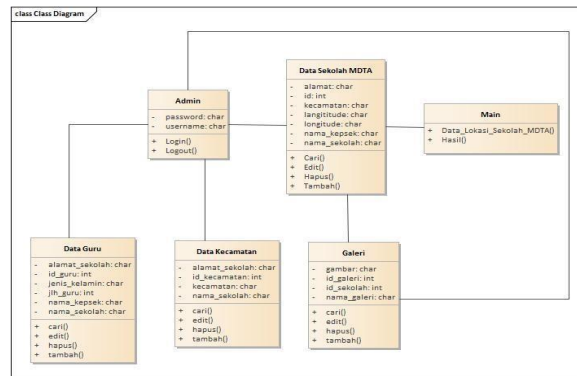 class Class Diagram
Admin
- password: char
- username: char
+ Login()
+ Logout()
Data Sekolah MDTA
- alamat: char
- id: int
- kecamatan: char
- langititude: char
- longitude: char
- nama_kepsek: char
- nama_sekolah: char
+ Cari()
+ Edit()
+ Hapus()
+ Tambah()
Main
+ Data_Lokasi_Sekolah_MDTA()
+ Hasil()
Data Guru
- alamat_sekolah: char
- id_guru: int
- jenis_kelamin: char
- jlh_guru: int
- nama_kepsek: char
- nama_sekolah: char
+ cari()
+ edit()
+ hapus()
+ tambah()
Data Kecamatan
- alamat_sekolah: char
- id_kecamatan: int
- kecamatan: char
- nama_sekolah: char
+ cari()
+ edit()
+ hapus()
+ tambah()
Galeri
- gambar: char
- id_galeri: int
- id_sekolah: int
- nama_galeri: char
+ cari()
+ edit()
+ hapus()
+ tambah()